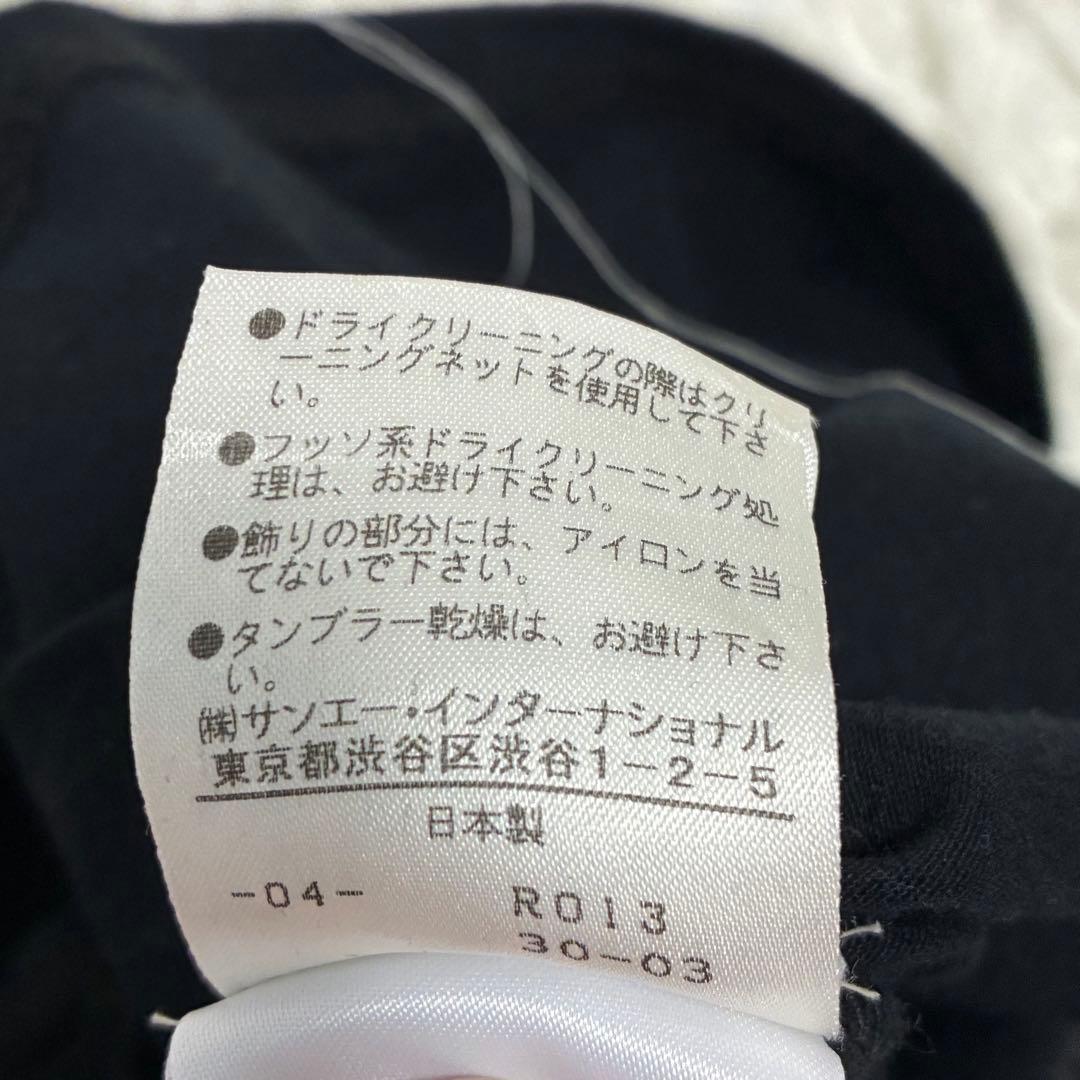 ●ドライクリーニングの際はクリ
ーニングネットを使用して下さ
い。
●フッソ系ドライクリーニング処
理は、お避け下さい。
●飾りの部分には、アイロンを当
てないで下さい。
●タンブラー乾燥は、お避け下さ
い。
㈱サンエー・インターナショナル
東京都渋谷区渋谷1-2-5
日本製
-04- R013
30-03